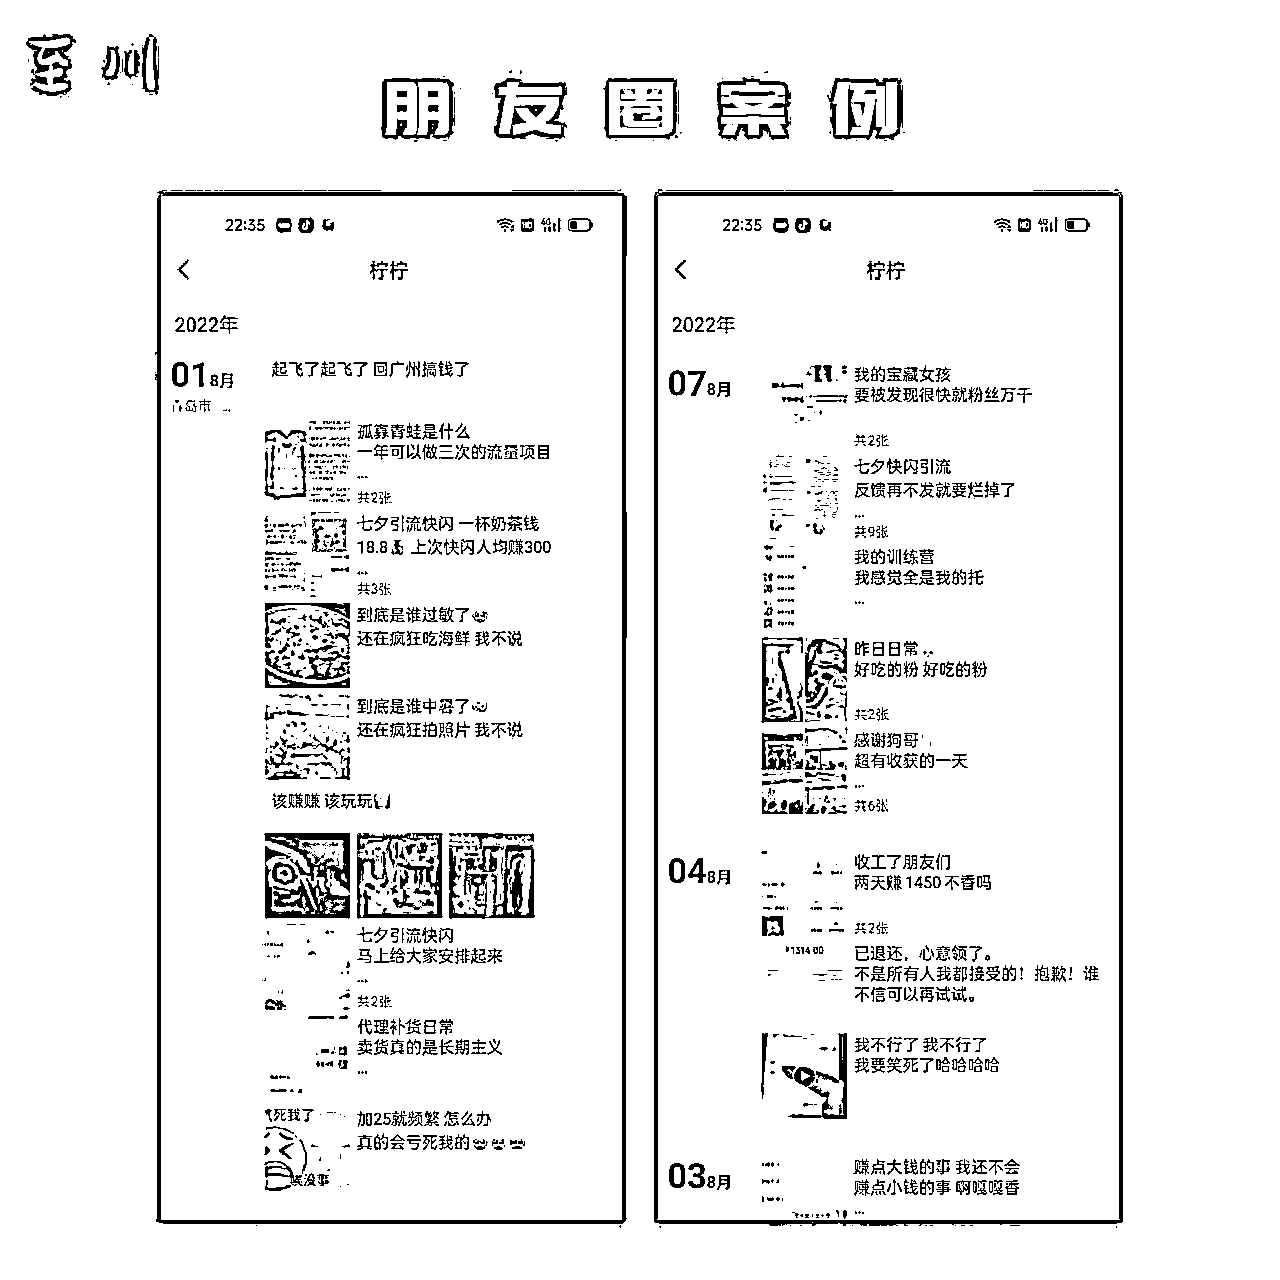 至训
朋友圈案例
22:35
柠柠
2022年
01 8月
起飞了起飞了 回广州搞钱了
青岛市
孤寡青蛙是什么
一年可以做三次的流量项目
...
共2张
七夕引流快闪 一杯奶茶钱
18.8 上次快闪人均赚300
...
共3张
到底是谁过敏了
还在疯狂吃海鲜 我不说
到底是谁中暑了
还在疯狂拍照片 我不说
该赚赚 该玩玩
七夕引流快闪
马上给大家安排起来
...
共2张
代理补货日常
卖货真的是长期主义
...
死我了
笑没事
加25就频繁 怎么办
真的会亏死我的
22:35
柠柠
2022年
07 8月
我的宝藏女孩
要被发现很快就粉丝万千
共2张
七夕快闪引流
反馈再不发就要烂掉了
...
共9张
我的训练营
我感觉全是我的托
...
昨日日常
好吃的粉 好吃的粉
共2张
感谢狗哥
超有收获的一天
...
共6张
04 8月
收工了朋友们
两天赚 1450 不香吗
共2张
¥1314.00
已退还，心意领了。
不是所有人我都接受的！抱歉！谁
不信可以再试试。
我不行了 我不行了
我要笑死了哈哈哈哈
03 8月
赚点大钱的事 我还不会
赚点小钱的事 啊嘎嘎香
...